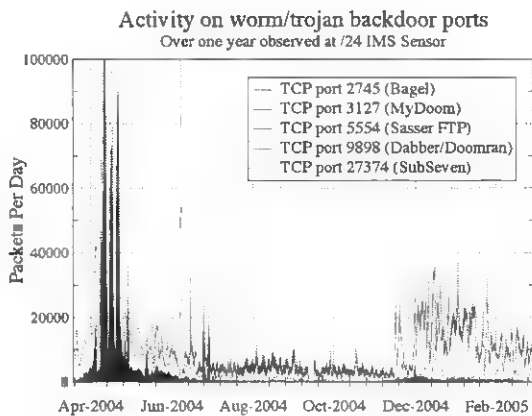 Activity on worm/trojan backdoor ports
Over one year observed at /24 IMS Sensor
100000
80000
60000
40000
20000
0
Packets Per Day
TCP port 2745 (Bagel)
TCP port 3127 (MyDoom)
TCP port 5554 (Sasser FTP)
TCP port 9898 (Dabber/Doomran)
TCP port 27374 (SubSeven)
Apr-2004 Jun-2004 Aug-2004 Oct-2004 Dec-2004 Feb-2005